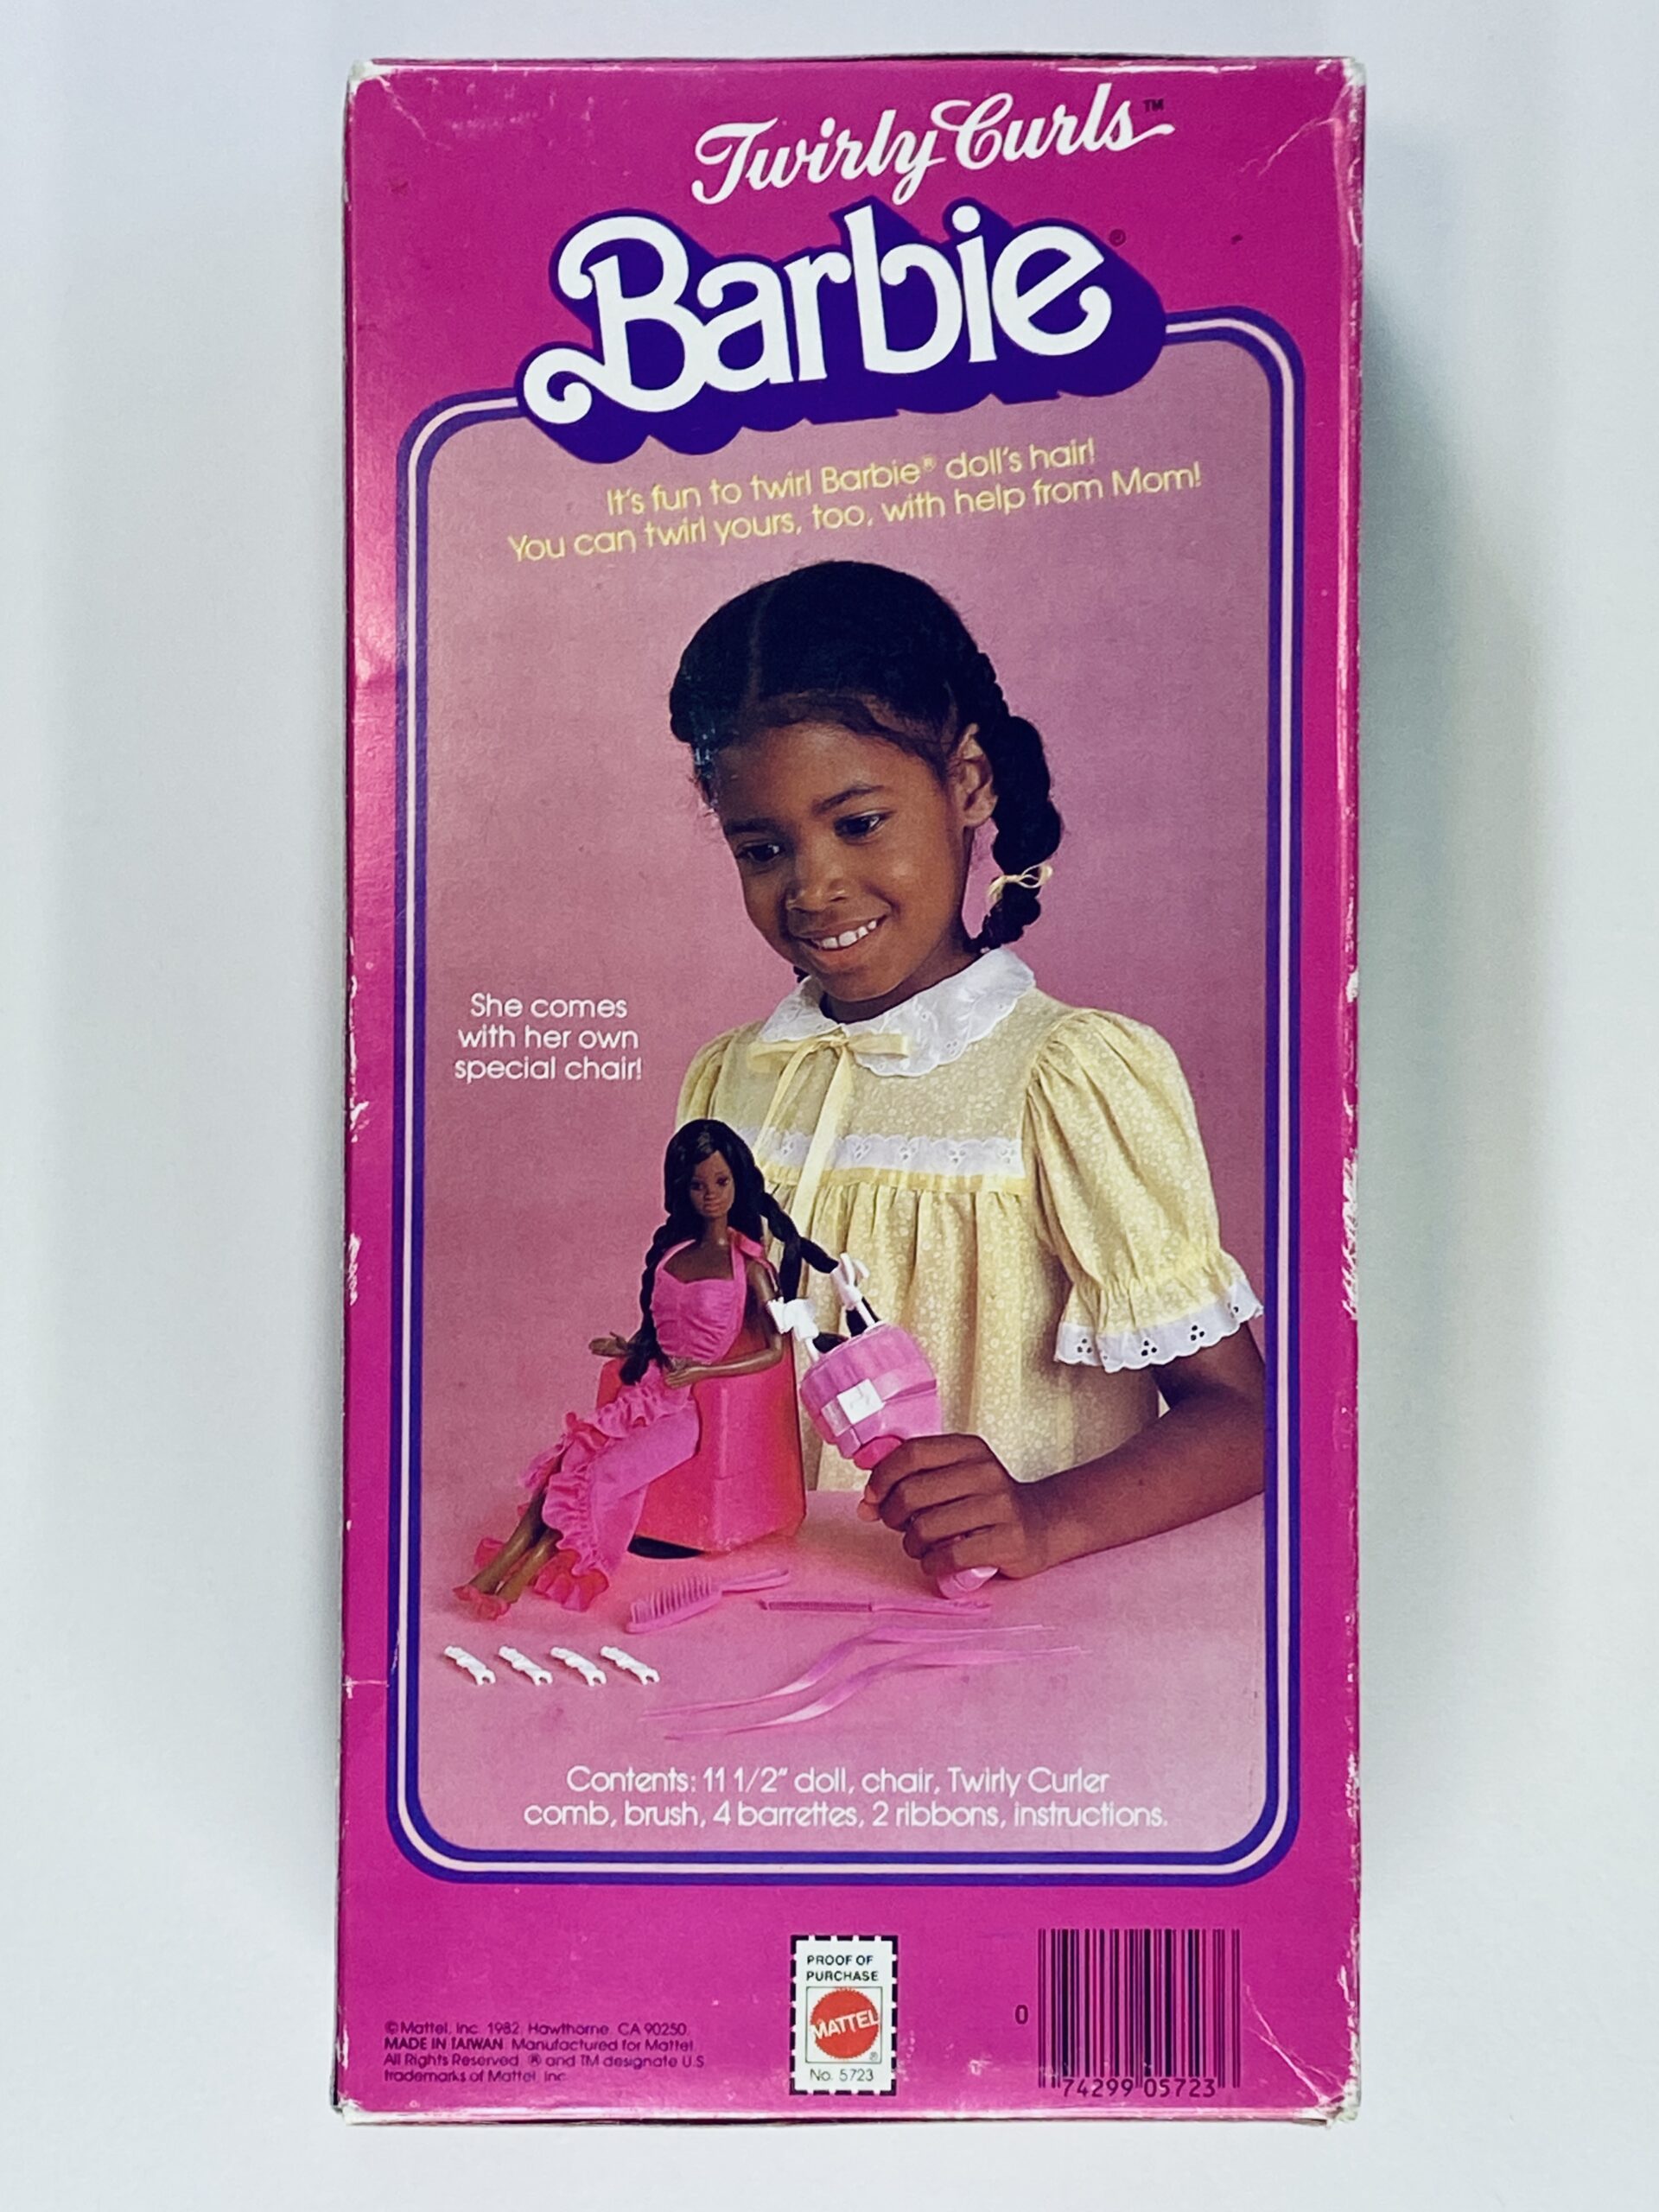 Twirly Curls™
Barbie®
It's fun to twirl Barbie® doll's hair!
You can twirl yours, too, with help from Mom!
She comes
with her own
special chair!
Contents: 11 1/2" doll, chair, Twirly Curler
comb, brush, 4 barrettes, 2 ribbons, instructions.
© Mattel, Inc. 1982, Hawthorne, CA 90250.
MADE IN TAIWAN. Manufactured for Mattel.
All Rights Reserved. ® and TM designate U.S.
trademarks of Mattel, Inc.
PROOF OF
PURCHASE
MATTEL®
No. 5723
0 74299 05723